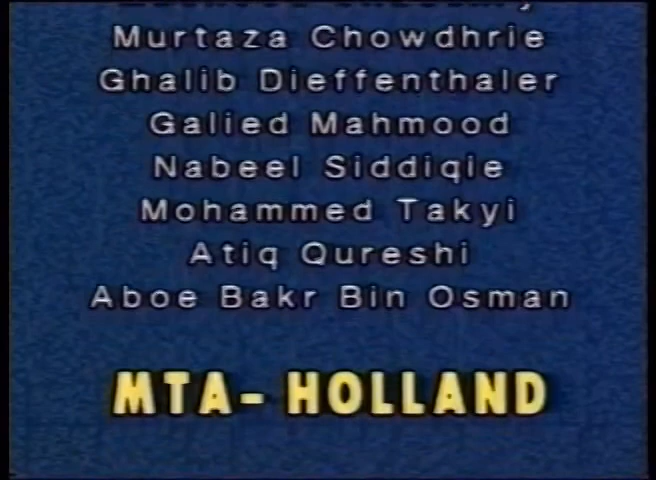 Murtaza Chowdhrie
Ghalib Dieffenthaler
Galied Mahmood
Nabeel Siddiqie
Mohammed Takyi
Atiq Qureshi
Aboe Bakr Bin Osman
MTA- HOLLAND